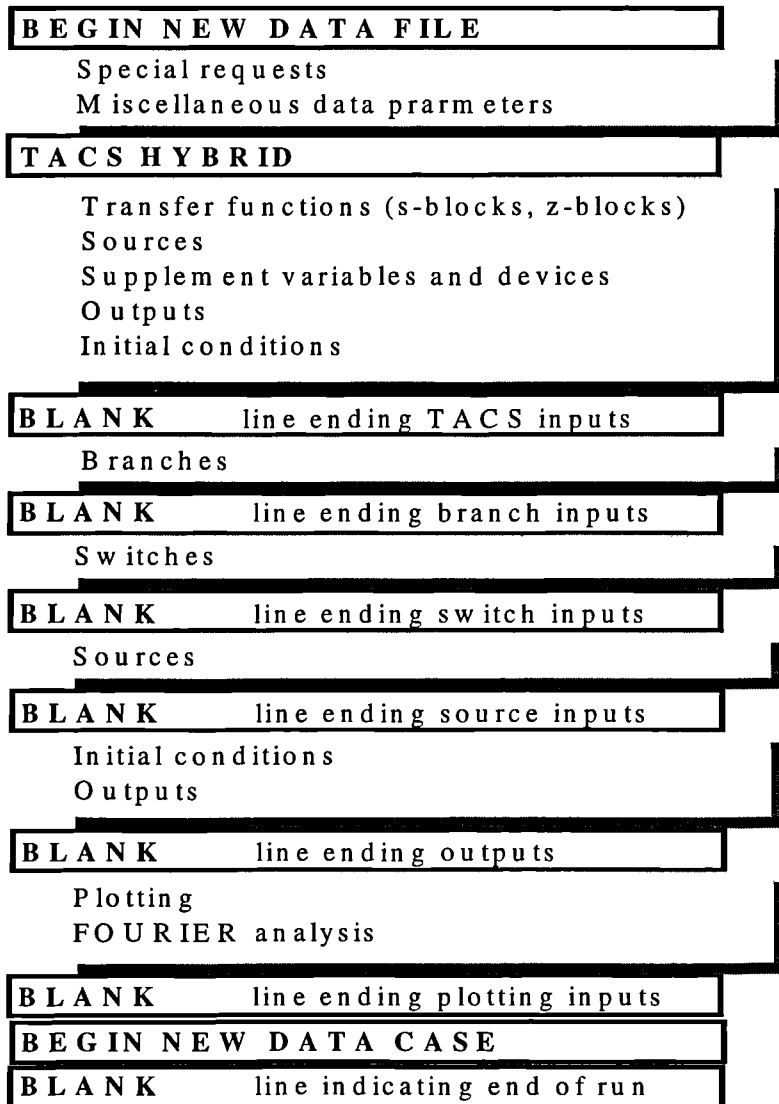 BEGIN NEW DATA FILE
Special requests
Miscellaneous data prarmeters
TACS HYBRID
Transfer functions (s-blocks, z-blocks)
Sources
Supplement variables and devices
Outputs
Initial conditions
BLANK line ending TACS inputs
Branches
BLANK line ending branch inputs
Switches
BLANK line ending switch inputs
Sources
BLANK line ending source inputs
Initial conditions
Outputs
BLANK line ending outputs
Plotting
FOURIER analysis
BLANK line ending plotting inputs
BEGIN NEW DATA CASE
BLANK line indicating end of run